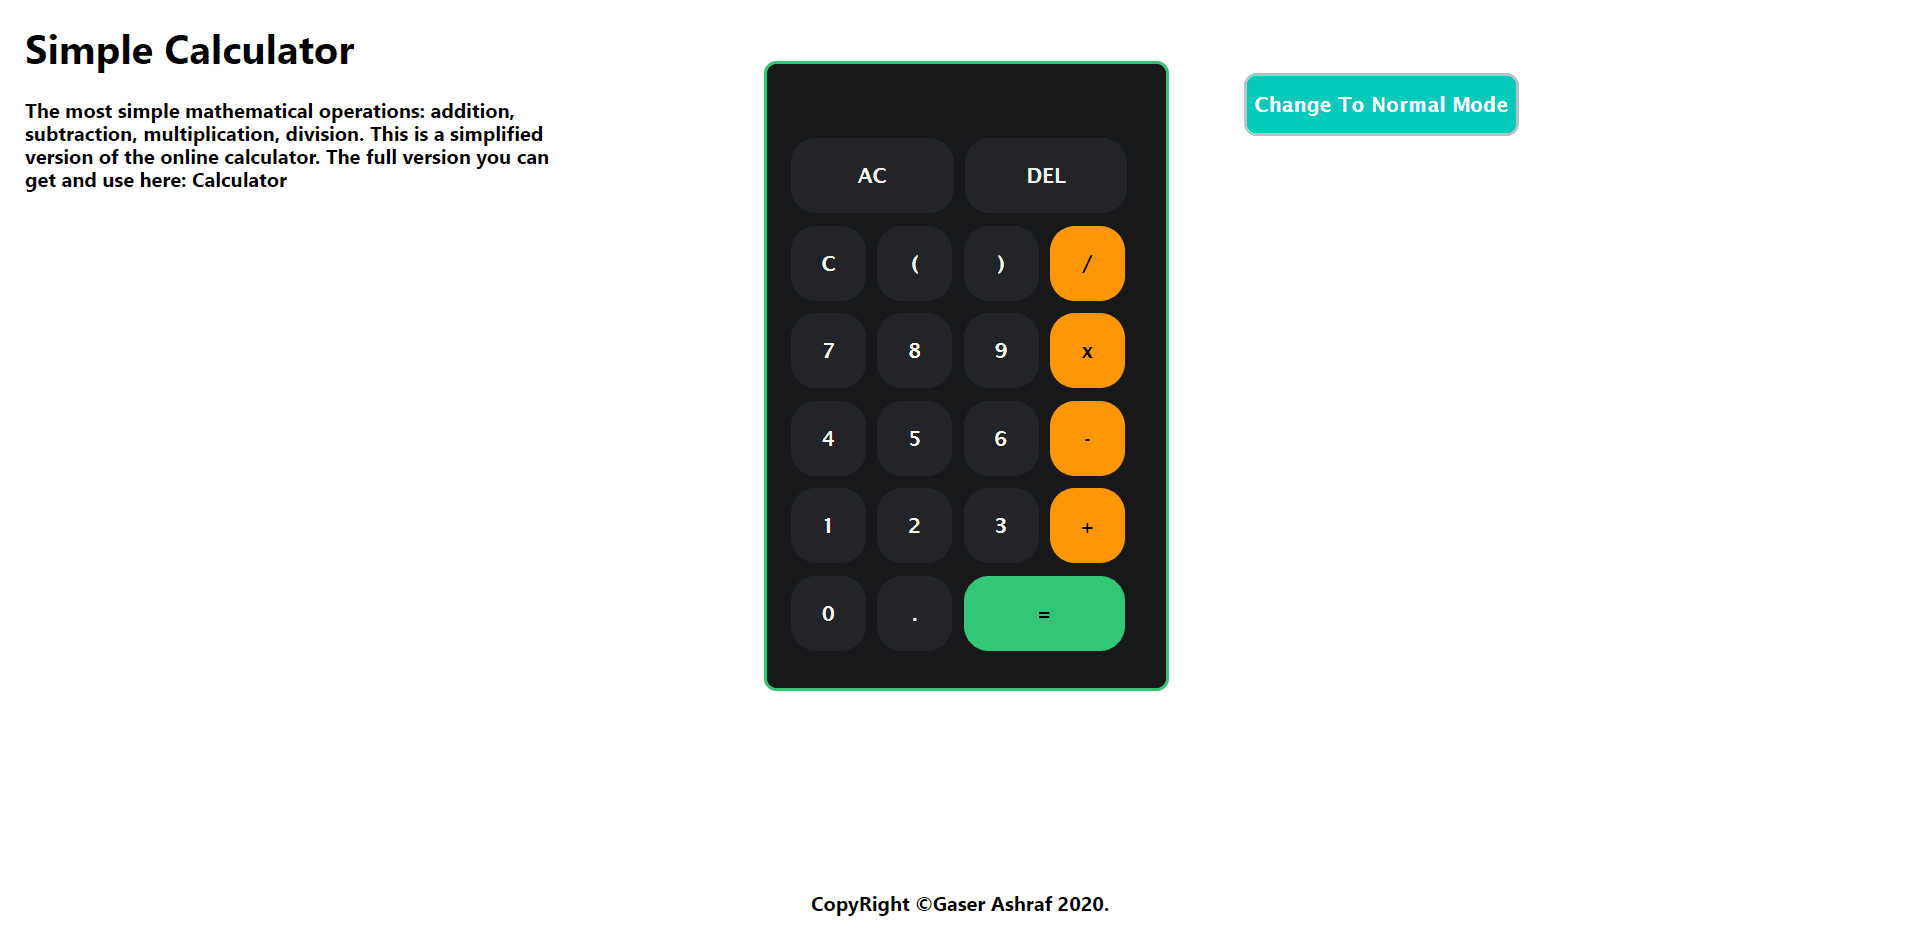 Simple Calculator
The most simple mathematical operations: addition,
subtraction, multiplication, division. This is a simplified
version of the online calculator. The full version you can
get and use here: Calculator
Change To Normal Mode
AC DEL
C ( ) /
7 8 9 x
4 5 6 -
1 2 3 +
0 . =
CopyRight ©Gaser Ashraf 2020.